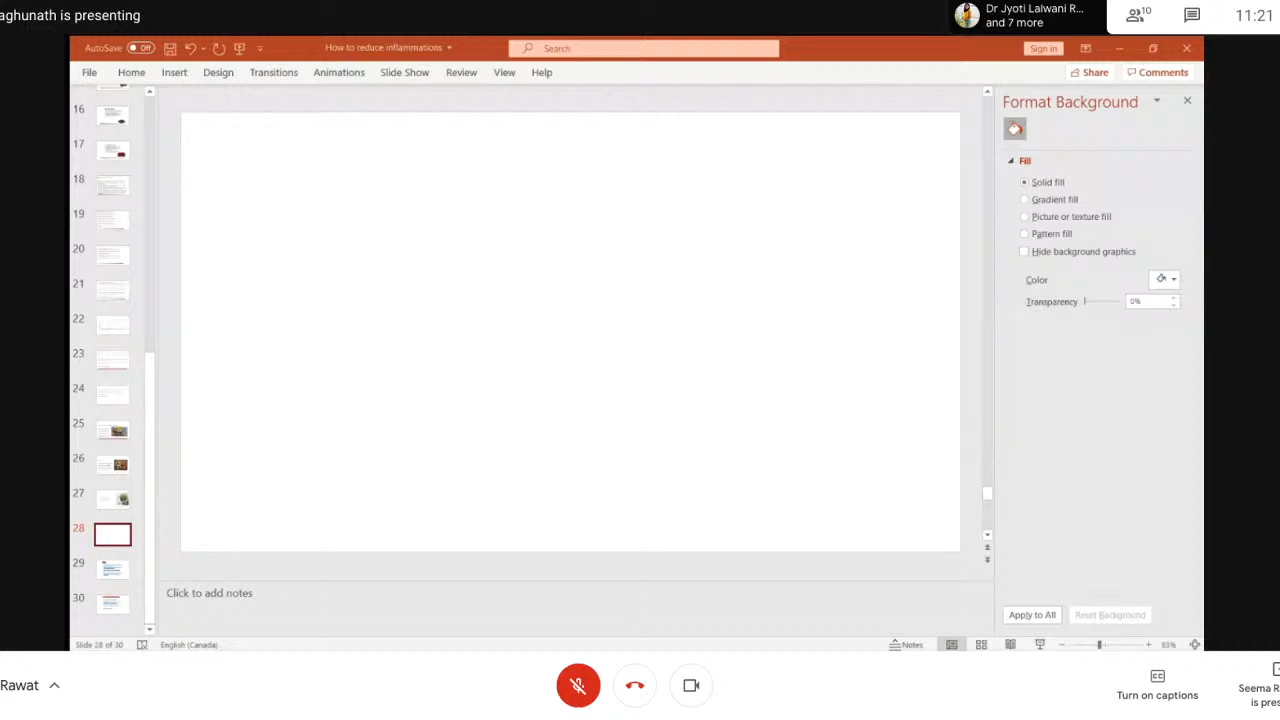 aghunath is presenting
Dr Jyoti Lalwani R...
and 7 more
10
11:21
AutoSave Off
How to reduce inflammations
Search
Sign in
File Home Insert Design Transitions Animations Slide Show Review View Help
Share Comments
16
17
18
19
20
21
22
23
24
25
26
27
28
29
30
Format Background
Fill
Solid fill
Gradient fill
Picture or texture fill
Pattern fill
Hide background graphics
Color
Transparency 0%
Apply to All Reset Background
Click to add notes
Slide 28 of 30 English (Canada) Notes 83%
Rawat
Turn on captions
Seema R
is pres